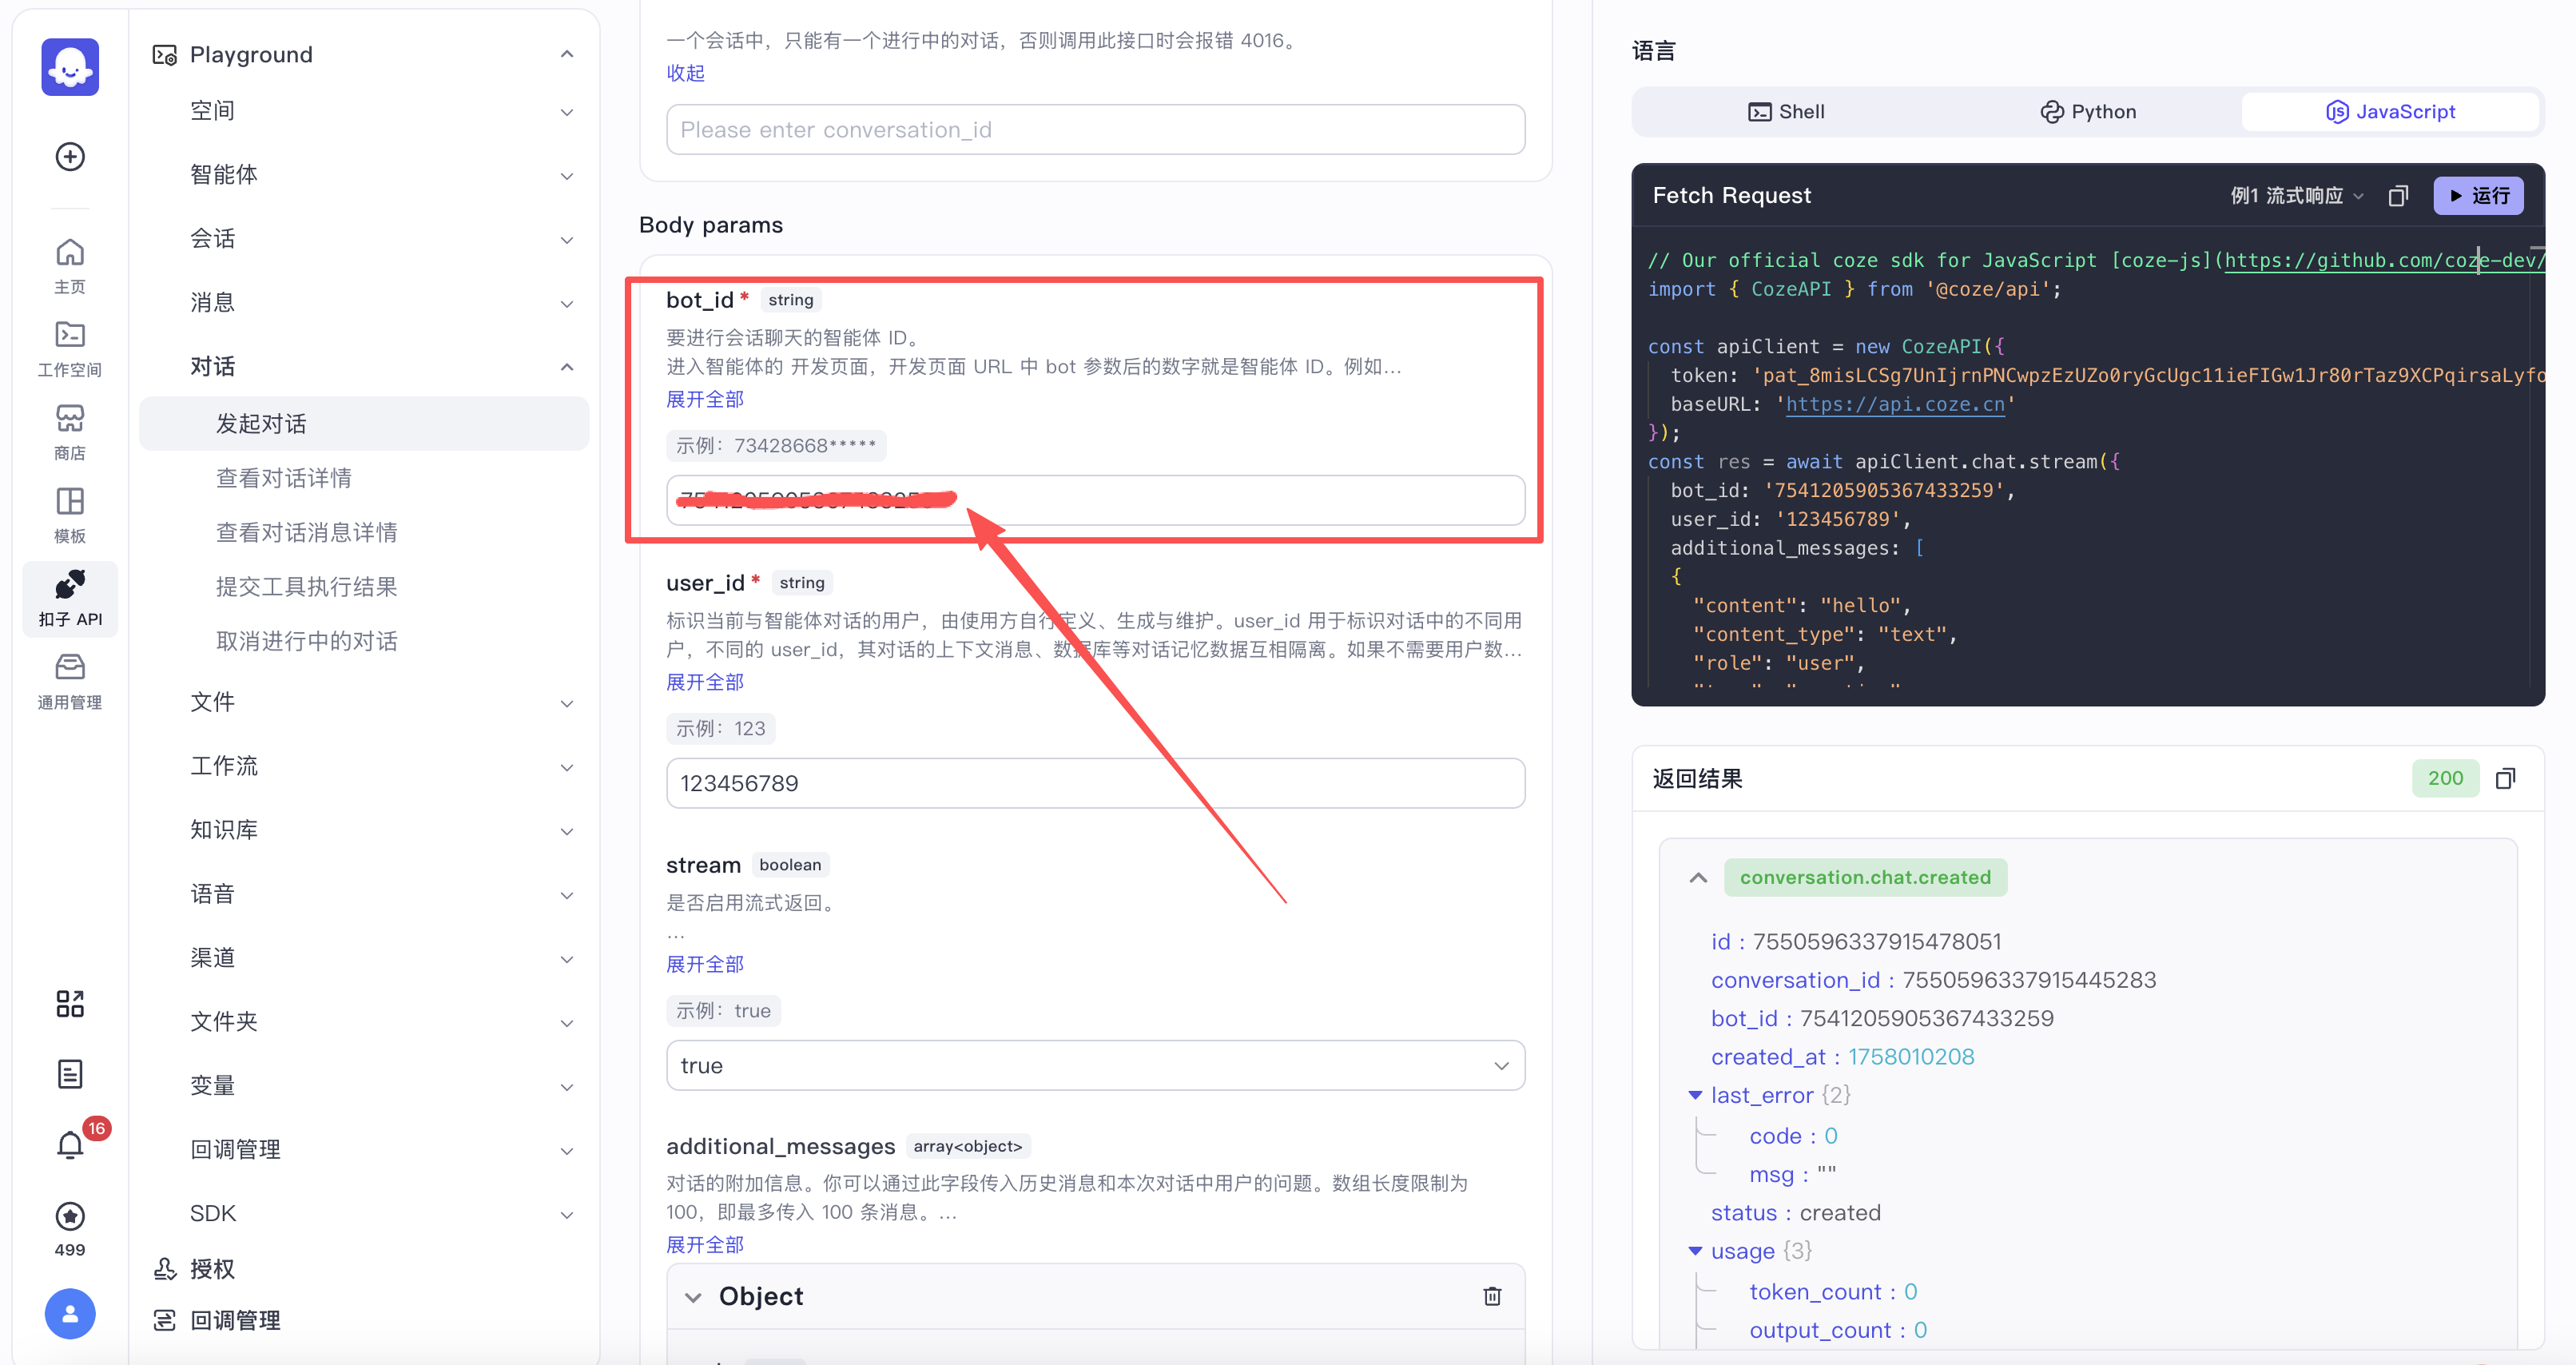 主页
工作空间
商店
模板
扣子 API
通用管理
16
499
Playground
空间
智能体
会话
消息
对话
发起对话
查看对话详情
查看对话消息详情
提交工具执行结果
取消进行中的对话
文件
工作流
知识库
语音
渠道
文件夹
变量
回调管理
SDK
授权
回调管理
一个会话中，只能有一个进行中的对话，否则调用此接口时会报错 4016。
收起
Please enter conversation_id
Body params
bot_id * string
要进行会话聊天的智能体 ID。
进入智能体的 开发页面，开发页面 URL 中 bot 参数后的数字就是智能体 ID。例如...
展开全部
示例： 73428668*****
user_id * string
标识当前与智能体对话的用户，由使用方自行定义、生成与维护。user_id 用于标识对话中的不同用
户，不同的 user_id，其对话的上下文消息、数据库等对话记忆数据互相隔离。如果不需要用户数...
展开全部
示例： 123
123456789
stream boolean
是否启用流式返回。
...
展开全部
示例： true
true
additional_messages array<object>
对话的附加信息。你可以通过此字段传入历史消息和本次对话中用户的问题。数组长度限制为
100，即最多传入 100 条消息。...
展开全部
Object
语言
Shell Python JavaScript
Fetch Request 例1 流式响应 运行
// Our official coze sdk for JavaScript [coze-js](https://github.com/coze-dev/
import { CozeAPI } from '@coze/api';
const apiClient = new CozeAPI({
token: 'pat_8misLCSg7UnIjrnPNCwpzEzUZo0ryGcUgc11ieFIGw1Jr80rTaz9XCPqirsaLyfo
baseURL: 'https://api.coze.cn'
});
const res = await apiClient.chat.stream({
bot_id: '7541205905367433259',
user_id: '123456789',
additional_messages: [
{
"content": "hello",
"content_type": "text",
"role": "user",
返回结果 200
conversation.chat.created
id : 7550596337915478051
conversation_id : 7550596337915445283
bot_id : 7541205905367433259
created_at : 1758010208
last_error {2}
code : 0
msg : ""
status : created
usage {3}
token_count : 0
output_count : 0